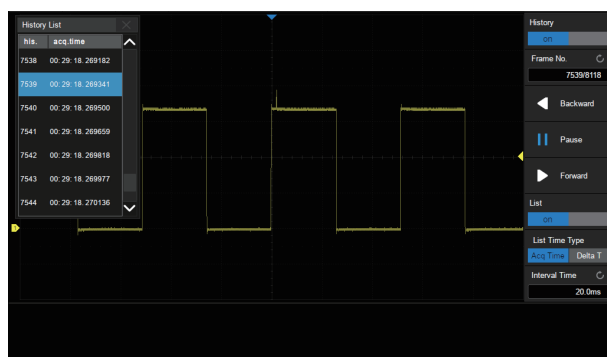 History List
his. acq.time
7538 00: 29: 18. 269182
7539 00: 29: 18. 269341
7540 00: 29: 18. 269500
7541 00: 29: 18. 269659
7542 00: 29: 18. 269818
7543 00: 29: 18. 269977
7544 00: 29: 18. 270136
History
on
Frame No.
7539/8118
Backward
Pause
Forward
List
on
List Time Type
Acq.Time Delta T
Interval Time
20.0ms